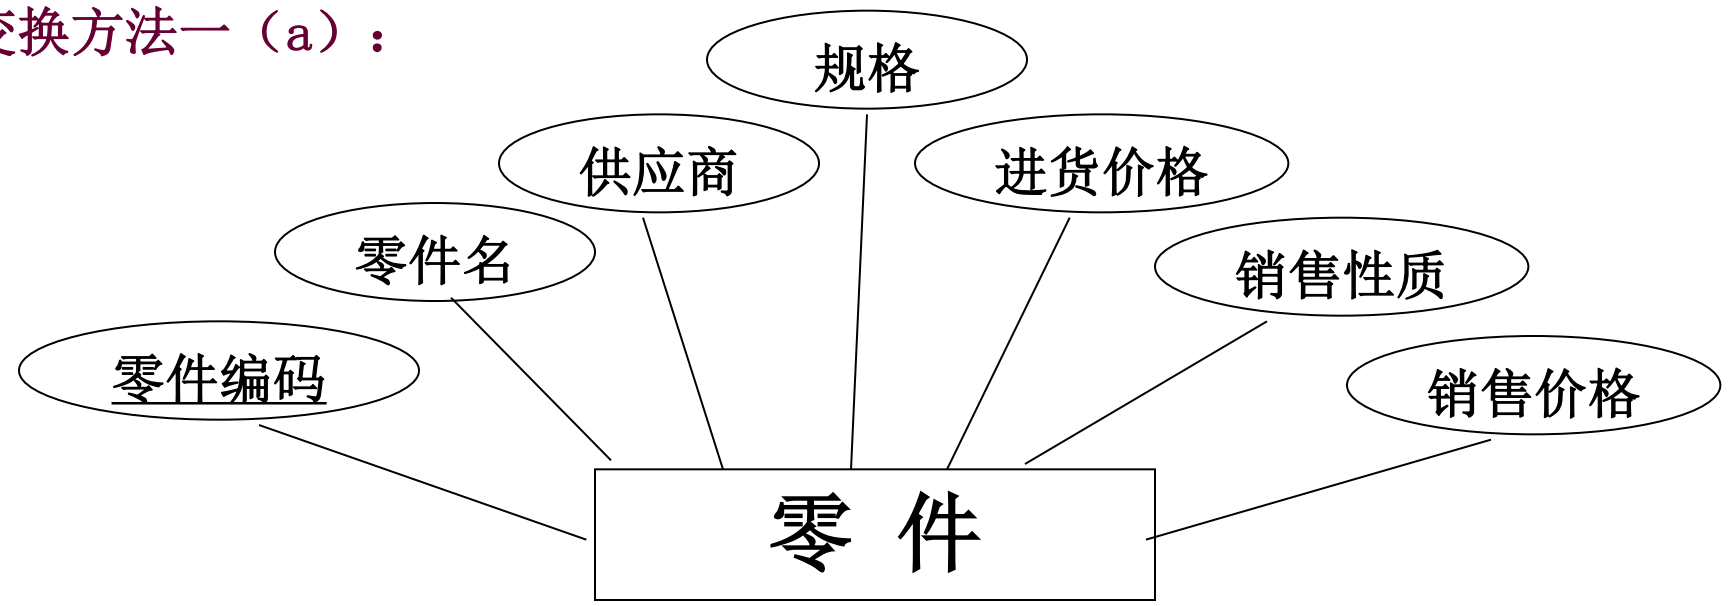 变换方法一（a）：
规格
供应商
进货价格
零件名
销售性质
零件编码
销售价格
零 件